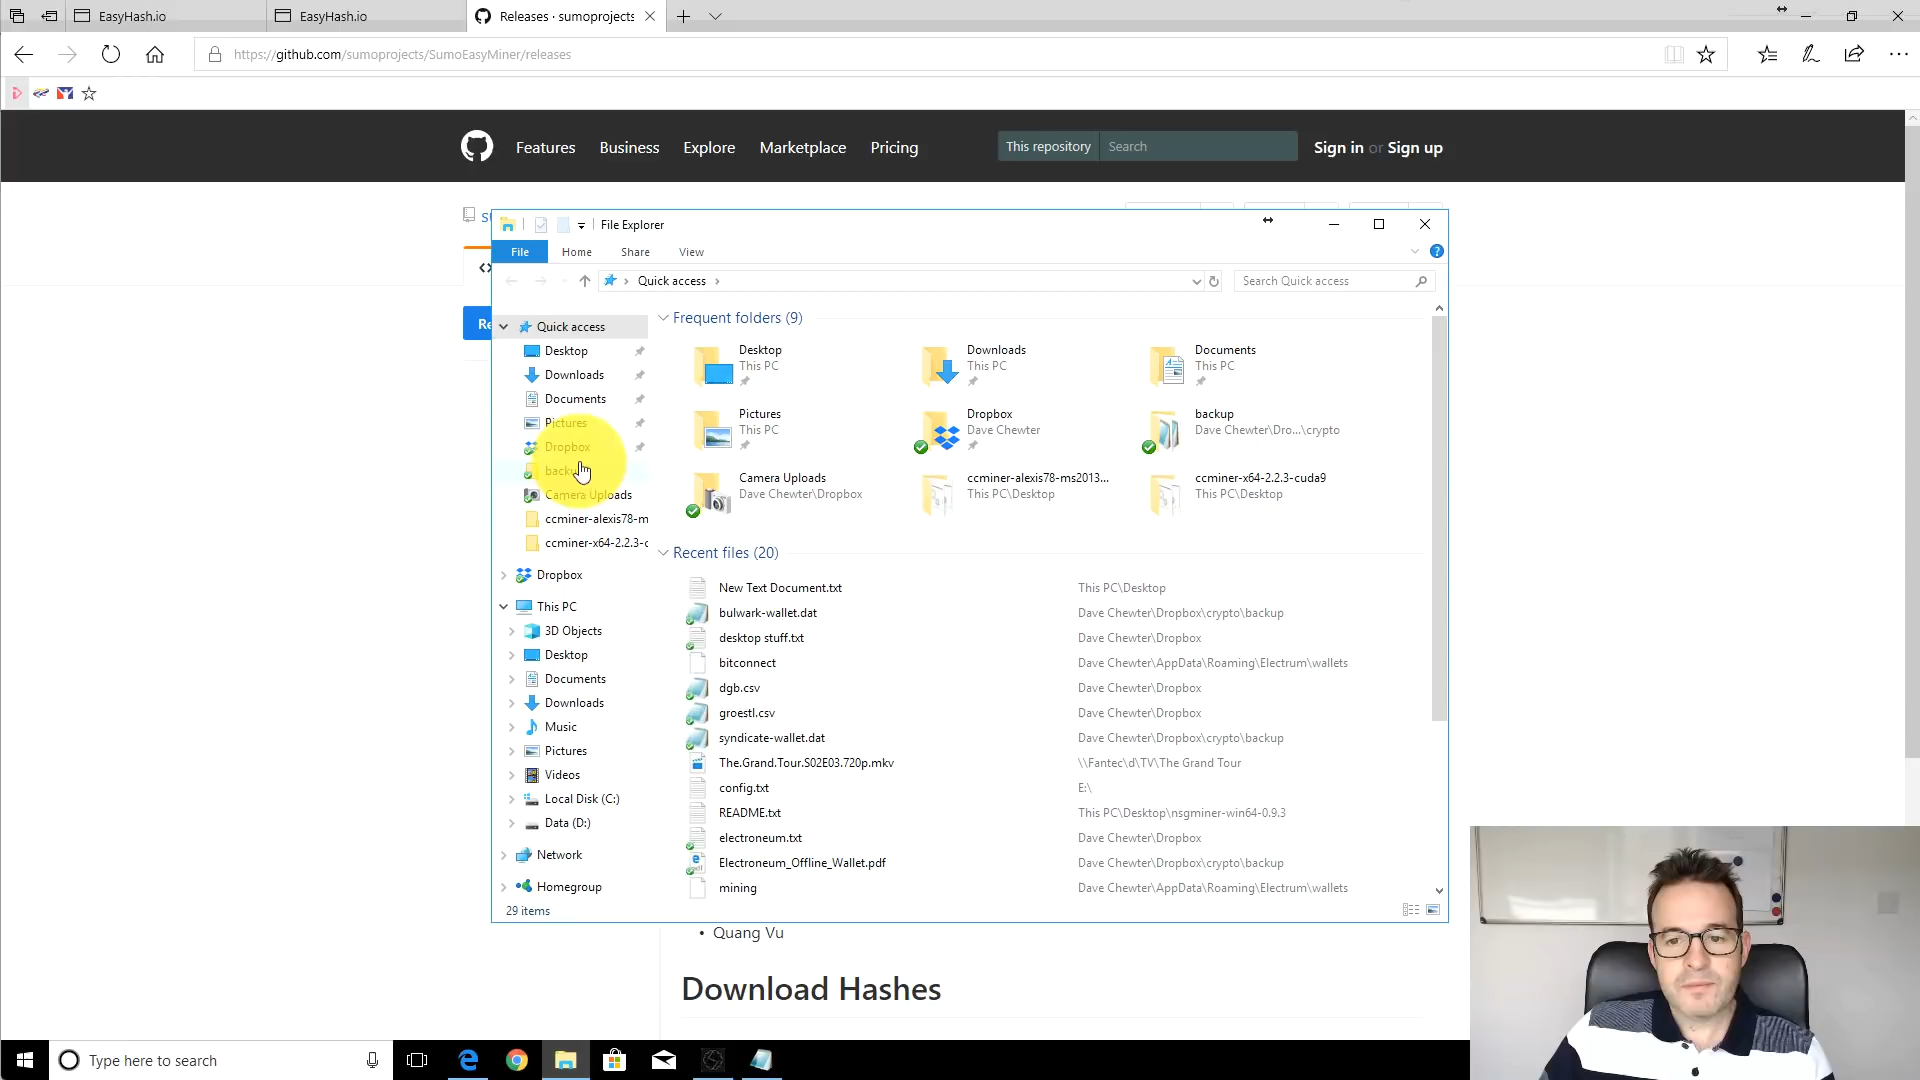 EasyHash.io
EasyHash.io
Releases · sumoprojects
https://github.com/sumoprojects/SumoEasyMiner/releases
Features
Business
Explore
Marketplace
Pricing
This repository
Search
Sign in or Sign up
File Explorer
File
Home
Share
View
Quick access
Search Quick access
Quick access
Desktop
Downloads
Documents
Pictures
Dropbox
Camera Uploads
ccminer-alexis78-m
ccminer-x64-2.2.3-c
Dropbox
This PC
3D Objects
Desktop
Documents
Downloads
Music
Pictures
Videos
Local Disk (C:)
Data (D:)
Network
Homegroup
Frequent folders (9)
Desktop
This PC
Downloads
This PC
Documents
This PC
Pictures
This PC
Dropbox
Dave Chewter
backup
Dave Chewter\Dro...\crypto
Camera Uploads
Dave Chewter\Dropbox
ccminer-alexis78-ms2013...
This PC\Desktop
ccminer-x64-2.2.3-cuda9
This PC\Desktop
Recent files (20)
New Text Document.txt This PC\Desktop
bulwark-wallet.dat Dave Chewter\Dropbox\crypto\backup
desktop stuff.txt Dave Chewter\Dropbox
bitconnect Dave Chewter\AppData\Roaming\Electrum\wallets
dgb.csv Dave Chewter\Dropbox
groestl.csv Dave Chewter\Dropbox
syndicate-wallet.dat Dave Chewter\Dropbox\crypto\backup
The.Grand.Tour.S02E03.720p.mkv \\Fantec\d\TV\The Grand Tour
config.txt E:\
README.txt This PC\Desktop\nsgminer-win64-0.9.3
electroneum.txt Dave Chewter\Dropbox
Electroneum_Offline_Wallet.pdf Dave Chewter\Dropbox\crypto\backup
mining Dave Chewter\AppData\Roaming\Electrum\wallets
29 items
• Quang Vu
Download Hashes
Type here to search